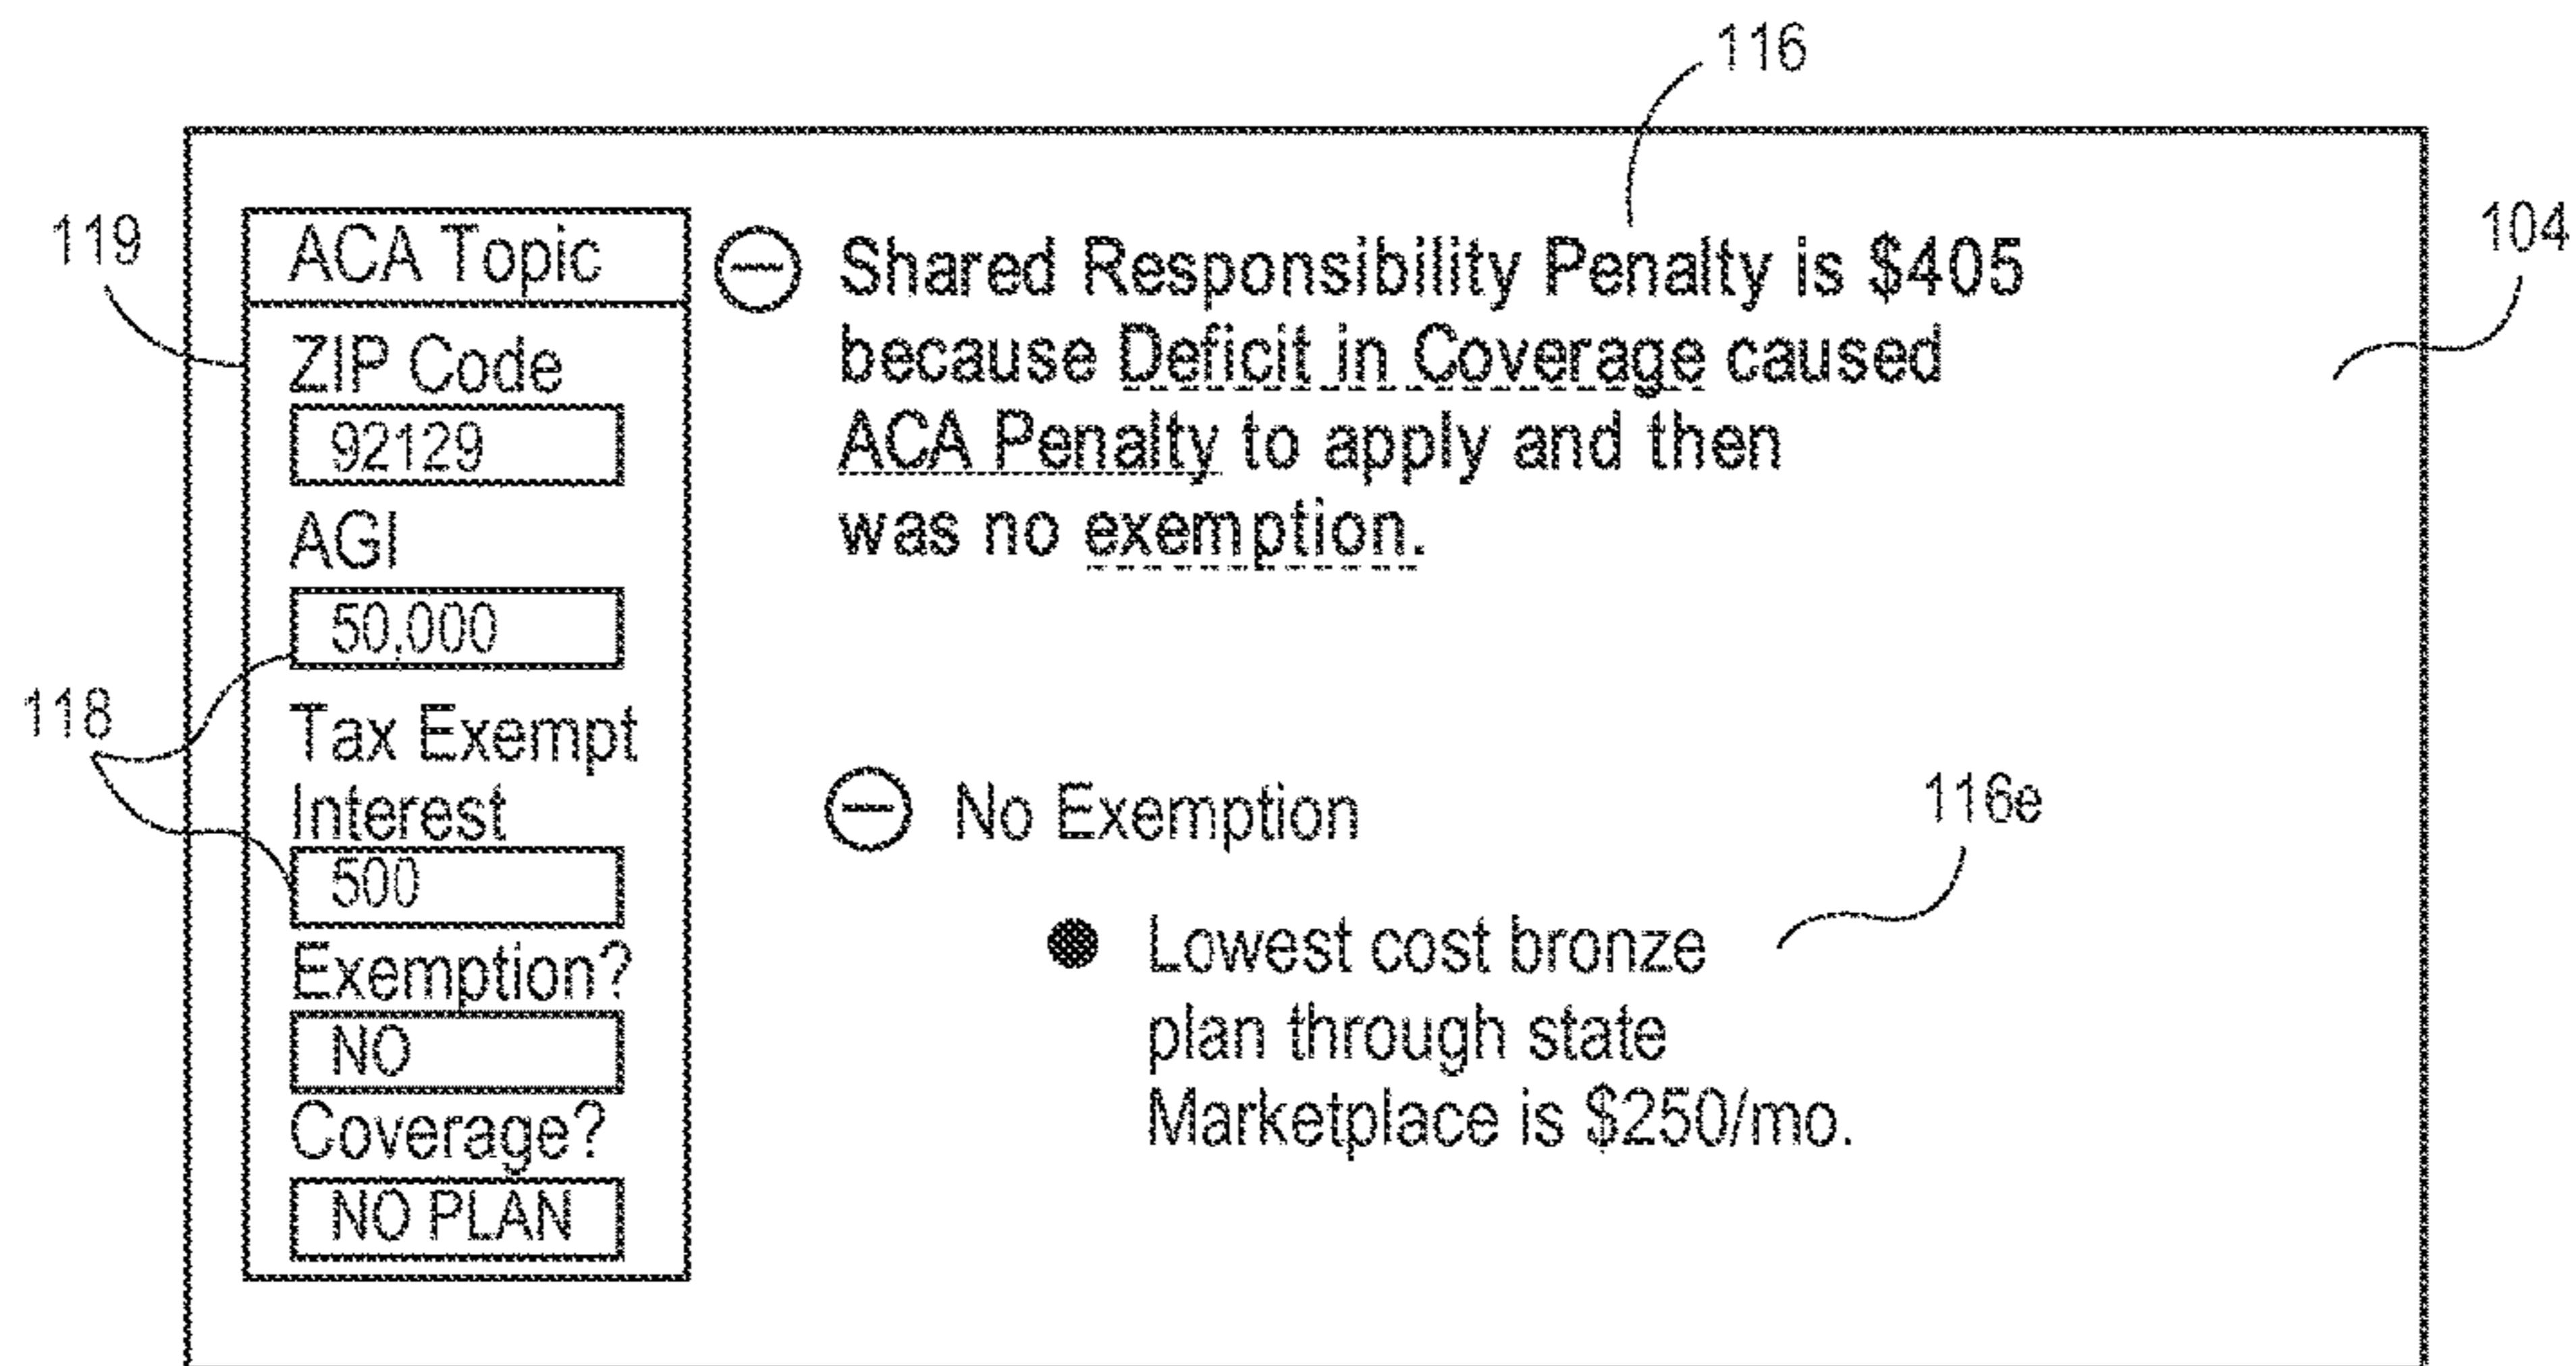 116
119
104
118
ACA Topic
ZIP Code
92129
AGI
50,000
Tax Exempt
Interest
500
Exemption?
NO
Coverage?
NO PLAN
Shared Responsibility Penalty is $405
because Deficit in Coverage caused
ACA Penalty to apply and then
was no exemption.
No Exemption
116e
Lowest cost bronze
plan through state
Marketplace is $250/mo.